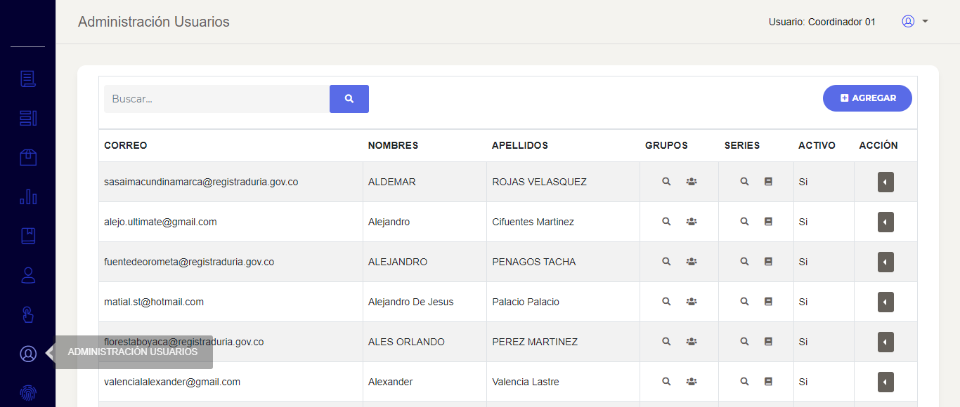 Administración Usuarios
Usuario: Coordinador 01
Buscar...
AGREGAR
CORREO NOMBRES APELLIDOS GRUPOS SERIES ACTIVO ACCIÓN
sasaimacundinamarca@registraduria.gov.co ALDEMAR ROJAS VELASQUEZ Si
alejo.ultimate@gmail.com Alejandro Cifuentes Martinez Si
fuentedeorometa@registraduria.gov.co ALEJANDRO PENAGOS TACHA Si
matial.st@hotmail.com Alejandro De Jesus Palacio Palacio Si
florestaboyaca@registraduria.gov.co ALES ORLANDO PEREZ MARTINEZ Si
ADMINISTRACIÓN USUARIOS
valencialalexander@gmail.com Alexander Valencia Lastre Si